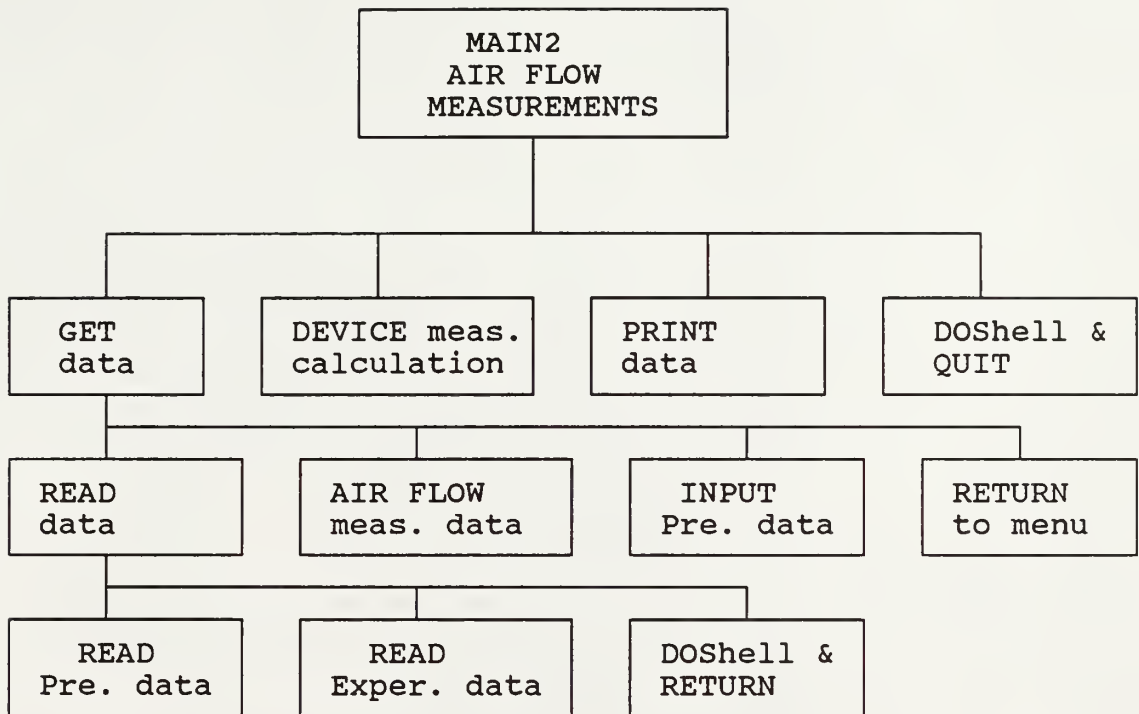 MAIN2
AIR FLOW
MEASUREMENTS
GET
data
DEVICE meas.
calculation
PRINT
data
DOShell &
QUIT
READ
data
AIR FLOW
meas. data
INPUT
Pre. data
RETURN
to menu
READ
Pre. data
READ
Exper. data
DOShell &
RETURN